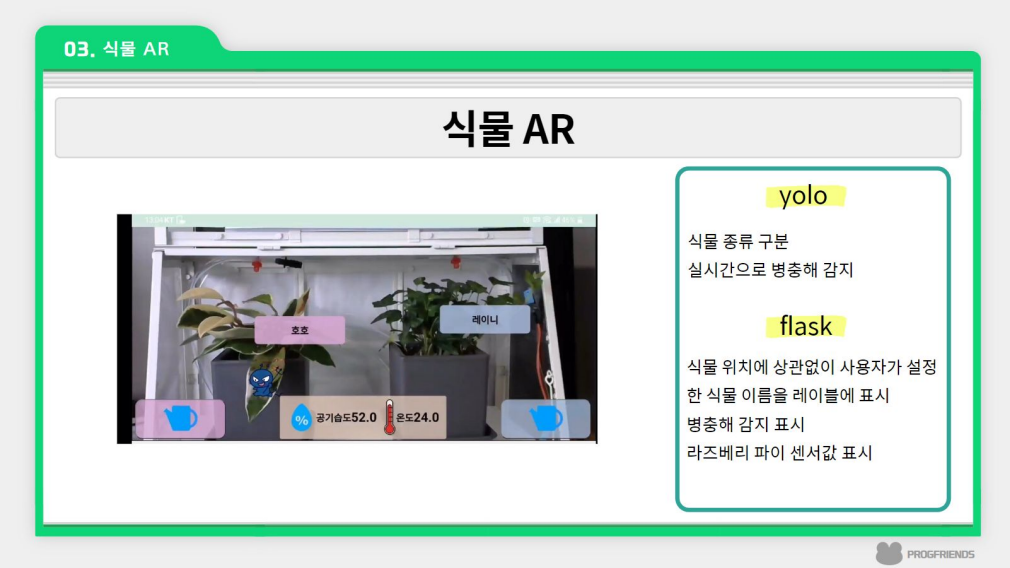 03. 식물 AR
식물 AR
호호
레이니
% 공기습도52.0 온도24.0
yolo
식물 종류 구분
실시간으로 병충해 감지
flask
식물 위치에 상관없이 사용자가 설정
한 식물 이름을 레이블에 표시
병충해 감지 표시
라즈베리 파이 센서값 표시
PROGFRIENDS